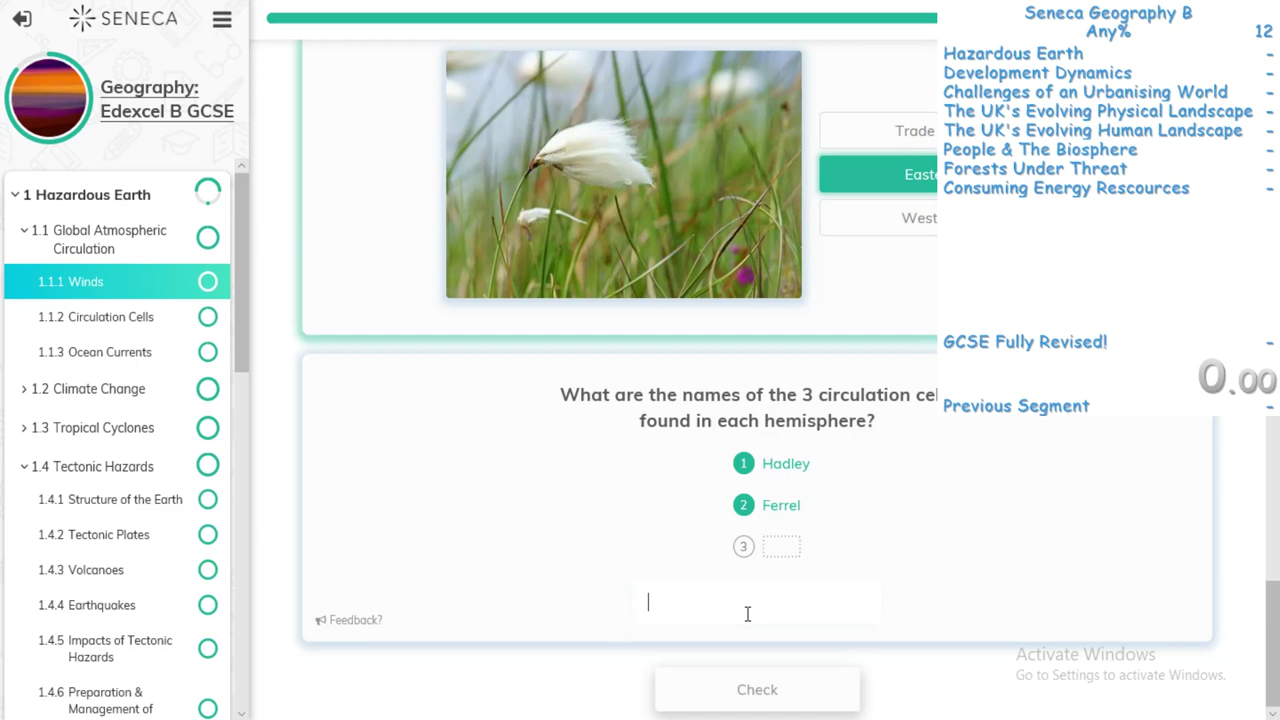 SENECA
Geography:
Edexcel B GCSE
1 Hazardous Earth
1.1 Global Atmospheric
Circulation
1.1.1 Winds
1.1.2 Circulation Cells
1.1.3 Ocean Currents
1.2 Climate Change
1.3 Tropical Cyclones
1.4 Tectonic Hazards
1.4.1 Structure of the Earth
1.4.2 Tectonic Plates
1.4.3 Volcanoes
1.4.4 Earthquakes
1.4.5 Impacts of Tectonic
Hazards
1.4.6 Preparation &
Management of
Trade
Easte
West
What are the names of the 3 circulation cel
found in each hemisphere?
1 Hadley
2 Ferrel
3
Feedback?
Check
Seneca Geography B
Any% 12
Hazardous Earth -
Development Dynamics -
Challenges of an Urbanising World -
The UK's Evolving Physical Landscape -
The UK's Evolving Human Landscape -
People & The Biosphere -
Forests Under Threat -
Consuming Energy Rescources -
GCSE Fully Revised! -
0.00
Previous Segment -
Activate Windows
Go to Settings to activate Windows.